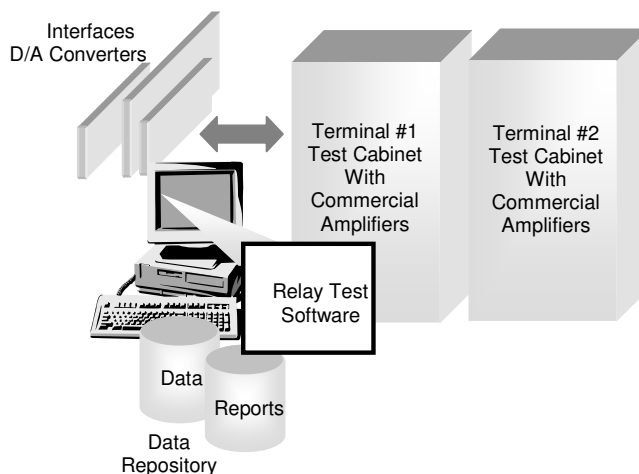 Interfaces
D/A Converters
Terminal #1
Test Cabinet
With
Commercial
Amplifiers
Terminal #2
Test Cabinet
With
Commercial
Amplifiers
Relay Test
Software
Data
Reports
Data
Repository